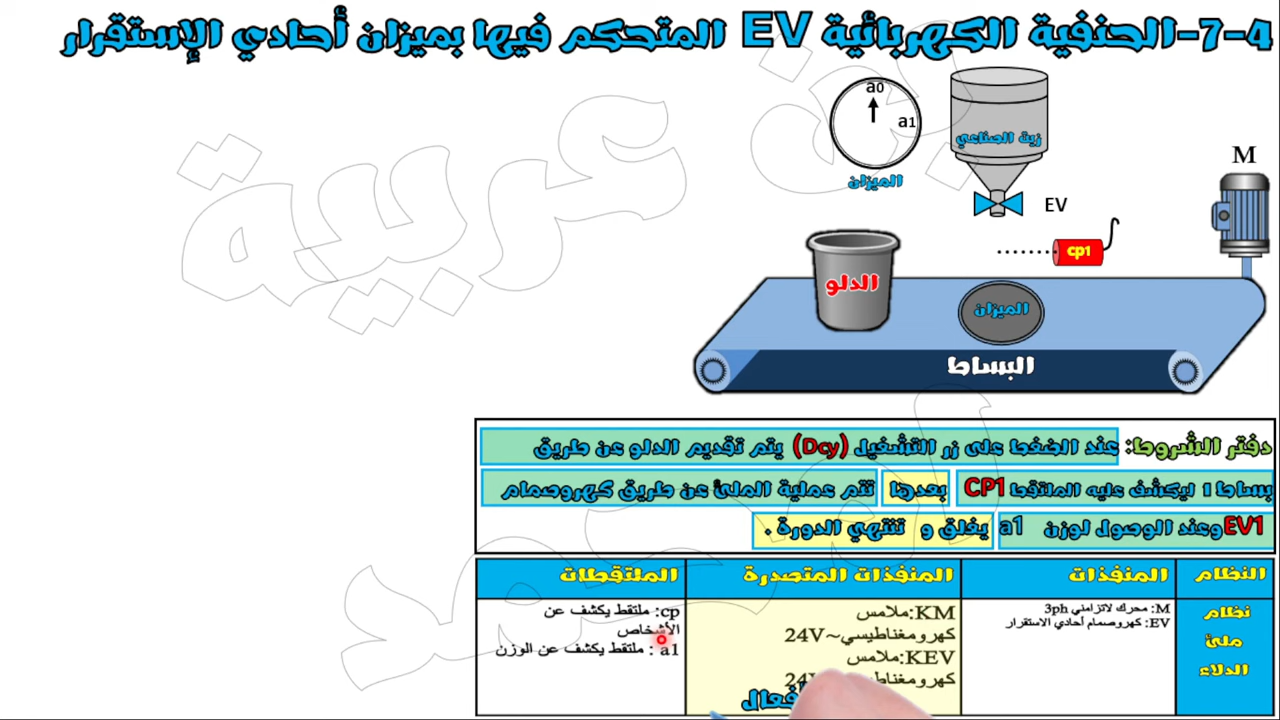 4-7-الحنفية الكهربائية EV المتحكم فيها بميزان أحادي الإستقرار
a0
a1
الميزان
زيت الصناعي
EV
M
cp1
الدلو
الميزان
البساط
دفتر الشروط: عند الضغط على زر التشغيل (Dcy) يتم تقديم الدلو عن طريق
بساط 1 ليكشف عليه الملتقط CP1 بعدها تتم عملية الملئ عن طريق كهروصمام
EV1 وعند الوصول لوزن a1 يغلق و تنتهي الدورة .
النظام
المنفذات
المنفذات المتصدرة
الملتقطات
نظام
ملئ
الدلاء
M: محرك لاتزامني 3ph
EV: كهروصمام أحادي الاستقرار
KM:ملامس
كهرومغناطيسي~24V
KEV:ملامس
cp: ملتقط يكشف عن
الأشخاص
a1 : ملتقط يكشف عن الوزن